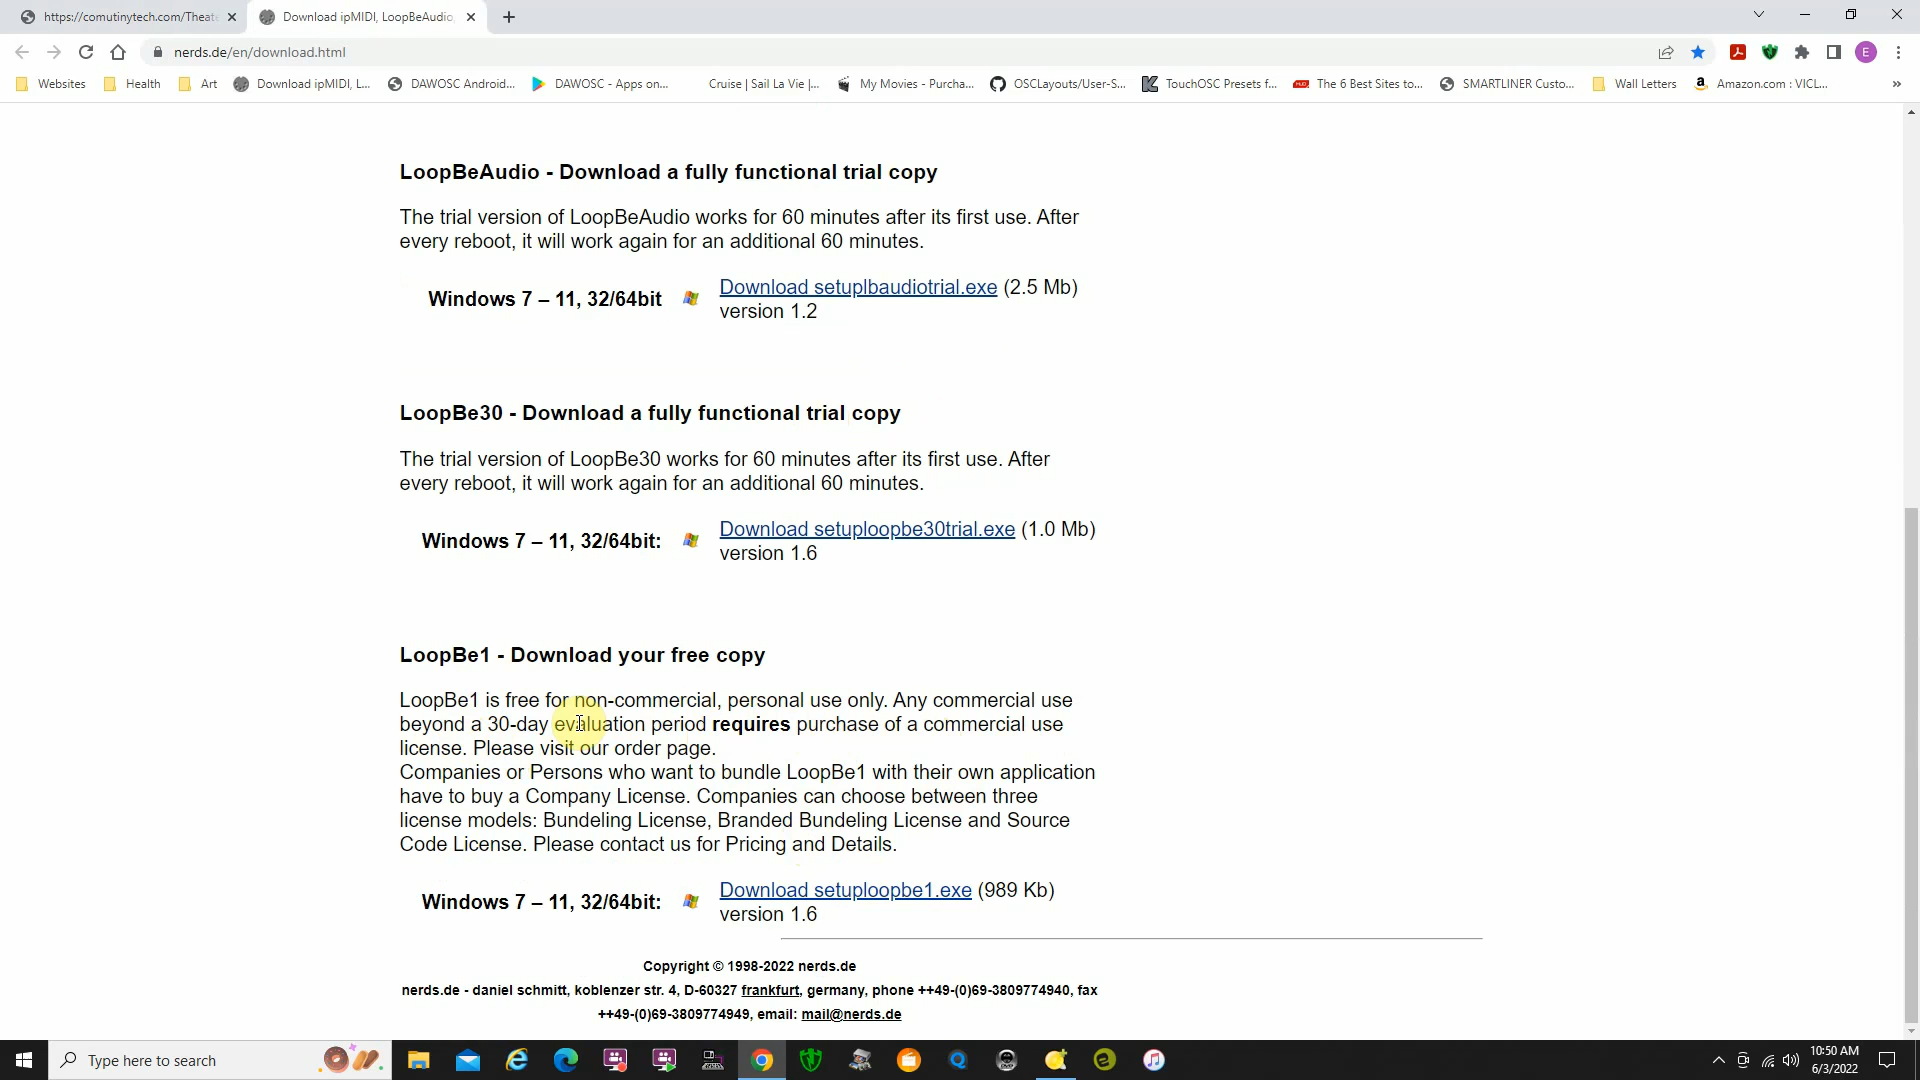 https://comutinytech.com/Theat
Download ipMIDI, LoopBeAudio,
nerds.de/en/download.html
E
Websites
Health
Art
Download ipMIDI, L...
DAWOSC Android...
DAWOSC - Apps on...
Cruise | Sail La Vie |...
My Movies - Purcha...
OSCLayouts/User-S...
TouchOSC Presets f...
The 6 Best Sites to...
SMARTLINER Custo...
Wall Letters
Amazon.com : VICL...
LoopBeAudio - Download a fully functional trial copy
The trial version of LoopBeAudio works for 60 minutes after its first use. After
every reboot, it will work again for an additional 60 minutes.
Windows 7 – 11, 32/64bit
Download setuplbaudiotrial.exe (2.5 Mb)
version 1.2
LoopBe30 - Download a fully functional trial copy
The trial version of LoopBe30 works for 60 minutes after its first use. After
every reboot, it will work again for an additional 60 minutes.
Windows 7 – 11, 32/64bit:
Download setuploopbe30trial.exe (1.0 Mb)
version 1.6
LoopBe1 - Download your free copy
LoopBe1 is free for non-commercial, personal use only. Any commercial use
beyond a 30-day evaluation period requires purchase of a commercial use
license. Please visit our order page.
Companies or Persons who want to bundle LoopBe1 with their own application
have to buy a Company License. Companies can choose between three
license models: Bundeling License, Branded Bundeling License and Source
Code License. Please contact us for Pricing and Details.
Windows 7 – 11, 32/64bit:
Download setuploopbe1.exe (989 Kb)
version 1.6
Copyright © 1998-2022 nerds.de
nerds.de - daniel schmitt, koblenzer str. 4, D-60327 frankfurt, germany, phone ++49-(0)69-3809774940, fax
++49-(0)69-3809774949, email: mail@nerds.de
Type here to search
10:50 AM
6/3/2022